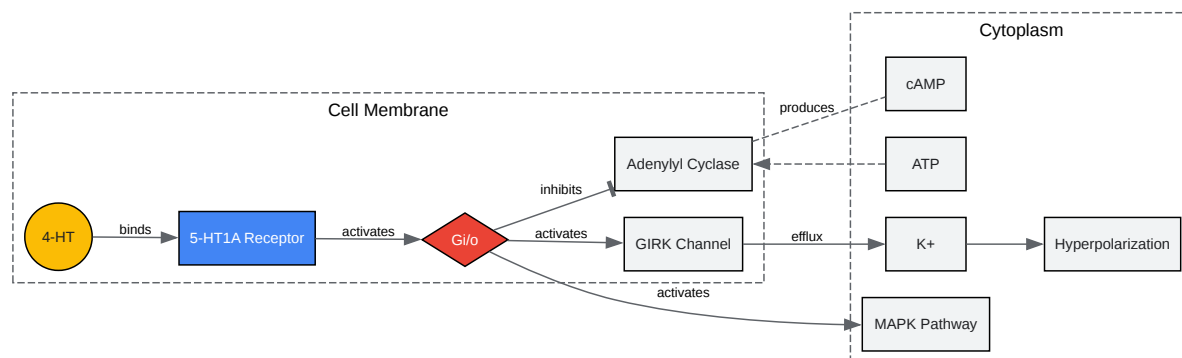 Cytoplasm
cAMP
produces
Cell Membrane
Adenylyl Cyclase
ATP
inhibits
4-HT
binds
5-HT1A Receptor
activates
Gi/o
activates
GIRK Channel
efflux
K+
Hyperpolarization
activates
MAPK Pathway